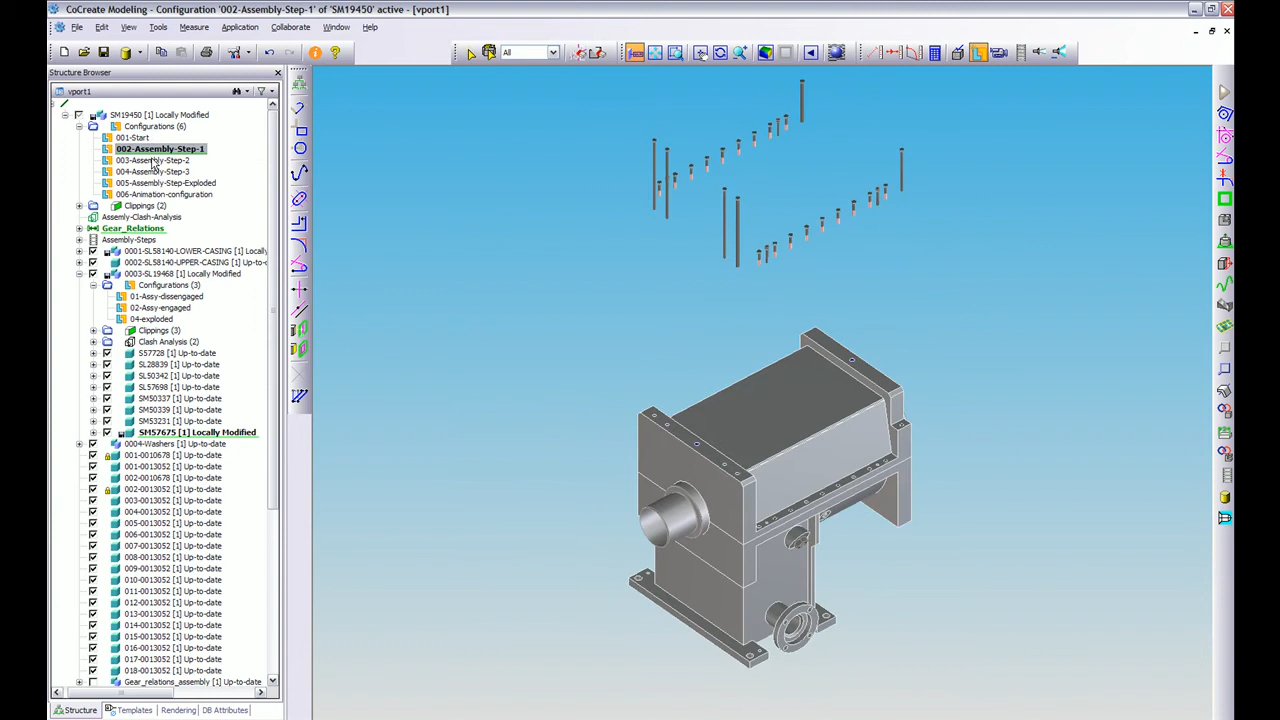 CoCreate Modeling - Configuration '002-Assembly-Step-1' of 'SM19450' active - [vport1]
File Edit View Tools Measure Application Collaborate Window Help
All
Structure Browser
vport1
SM19450 [1] Locally Modified
Configurations (6)
001-Start
002-Assembly-Step-1
003-Assembly-Step-2
004-Assembly-Step-3
005-Assembly-Step-Exploded
006-Animation-configuration
Clippings (2)
Assemly-Clash-Analysis
Gear_Relations
Assembly-Steps
0001-SL58140-LOWER-CASING [1] Locally
0002-SL58140-UPPER-CASING [1] Up-to-da
0003-SL19468 [1] Locally Modified
Configurations (3)
01-Assy-dissengaged
02-Assy-engaged
04-exploded
Clippings (3)
Clash Analysis (2)
S57728 [1] Up-to-date
SL28839 [1] Up-to-date
SL50342 [1] Up-to-date
SL57698 [1] Up-to-date
SM50337 [1] Up-to-date
SM50339 [1] Up-to-date
SM53231 [1] Up-to-date
SM57675 [1] Locally Modified
0004-Washers [1] Up-to-date
001-0010678 [1] Up-to-date
001-0013052 [1] Up-to-date
002-0010678 [1] Up-to-date
002-0013052 [1] Up-to-date
003-0013052 [1] Up-to-date
004-0013052 [1] Up-to-date
005-0013052 [1] Up-to-date
006-0013052 [1] Up-to-date
007-0013052 [1] Up-to-date
008-0013052 [1] Up-to-date
009-0013052 [1] Up-to-date
010-0013052 [1] Up-to-date
011-0013052 [1] Up-to-date
012-0013052 [1] Up-to-date
013-0013052 [1] Up-to-date
014-0013052 [1] Up-to-date
015-0013052 [1] Up-to-date
016-0013052 [1] Up-to-date
017-0013052 [1] Up-to-date
018-0013052 [1] Up-to-date
Gear_relations_assembly [1] Up-to-date
Structure Templates Rendering DB Attributes